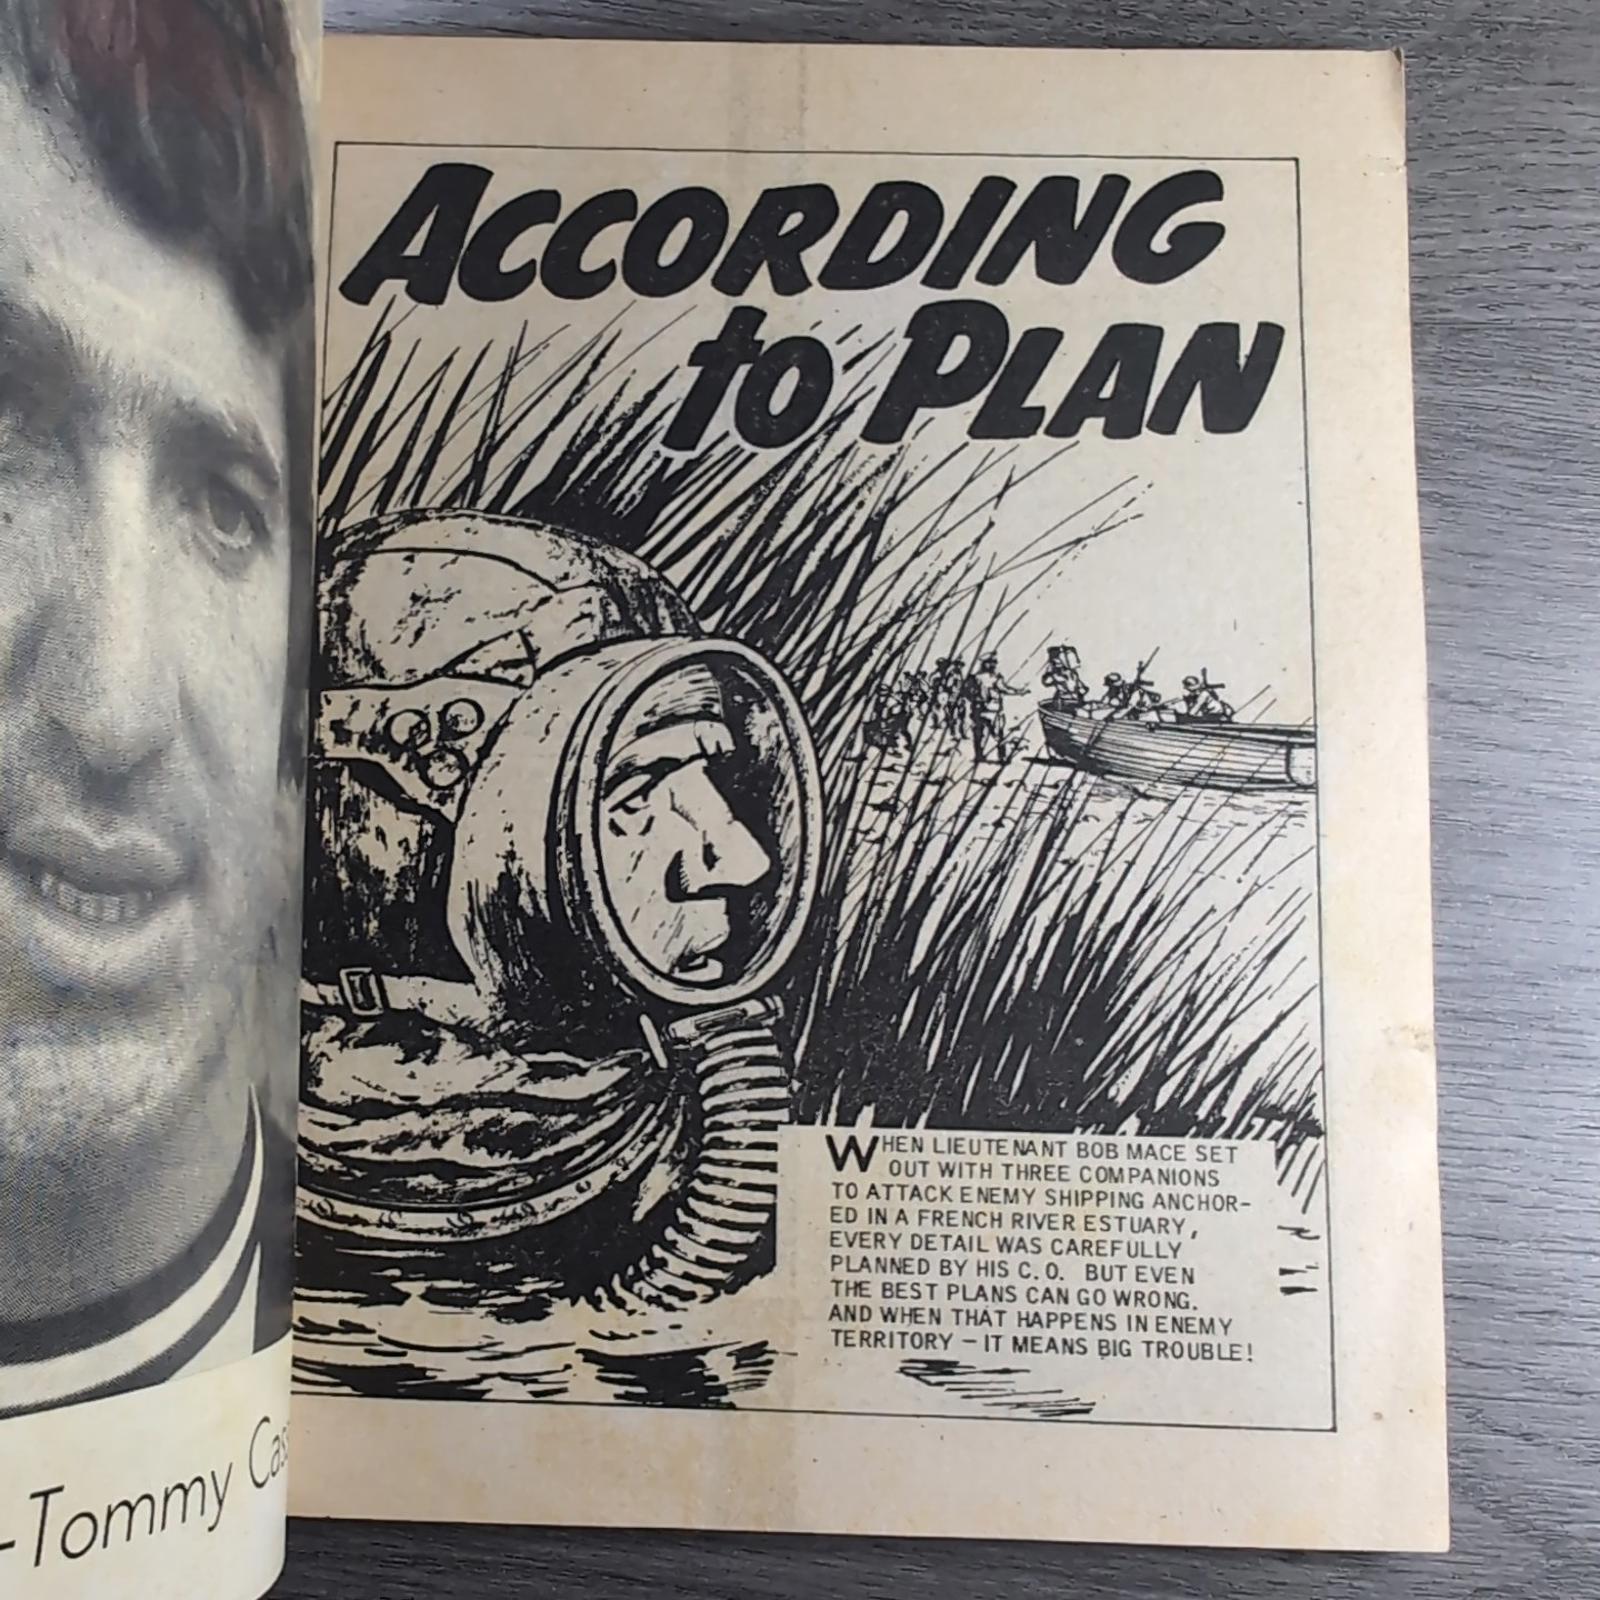 ACCORDING
to PLAN
WHEN LIEUTENANT BOB MACE SET
OUT WITH THREE COMPANIONS
TO ATTACK ENEMY SHIPPING ANCHOR-
ED IN A FRENCH RIVER ESTUARY,
EVERY DETAIL WAS CAREFULLY
PLANNED BY HIS C.O. BUT EVEN
THE BEST PLANS CAN GO WRONG.
AND WHEN THAT HAPPENS IN ENEMY
TERRITORY — IT MEANS BIG TROUBLE!
-Tommy